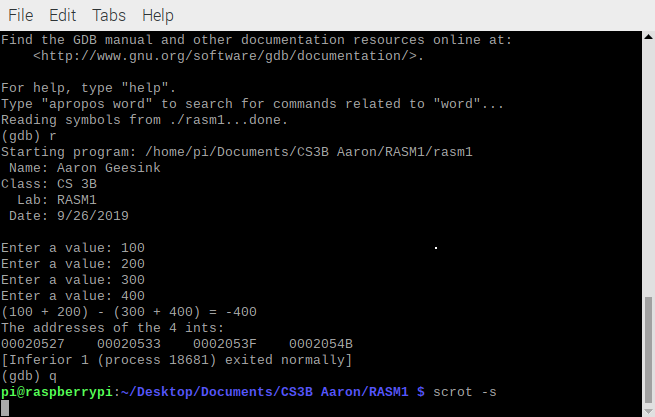 File Edit Tabs Help
Find the GDB manual and other documentation resources online at:
    <http://www.gnu.org/software/gdb/documentation/>.

For help, type "help".
Type "apropos word" to search for commands related to "word"...
Reading symbols from ./rasm1...done.
(gdb) r
Starting program: /home/pi/Documents/CS3B Aaron/RASM1/rasm1
 Name: Aaron Geesink
Class: CS 3B
  Lab: RASM1
 Date: 9/26/2019

Enter a value: 100
Enter a value: 200
Enter a value: 300
Enter a value: 400
(100 + 200) - (300 + 400) = -400
The addresses of the 4 ints:
00020527    00020533    0002053F    0002054B
[Inferior 1 (process 18681) exited normally]
(gdb) q
pi@raspberrypi:~/Desktop/Documents/CS3B Aaron/RASM1 $ scrot -s